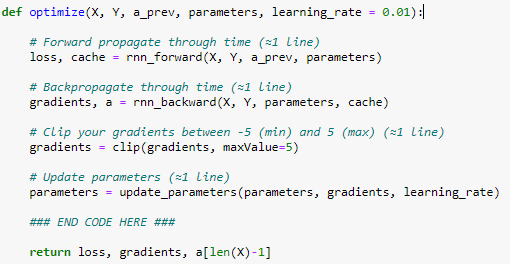 def optimize(X, Y, a_prev, parameters, learning_rate = 0.01):
# Forward propagate through time (≈1 line)
loss, cache = rnn_forward(X, Y, a_prev, parameters)
# Backpropagate through time (≈1 line)
gradients, a = rnn_backward(X, Y, parameters, cache)
# Clip your gradients between -5 (min) and 5 (max) (≈1 line)
gradients = clip(gradients, maxValue=5)
# Update parameters (≈1 line)
parameters = update_parameters(parameters, gradients, learning_rate)
### END CODE HERE ###
return loss, gradients, a[len(X)-1]